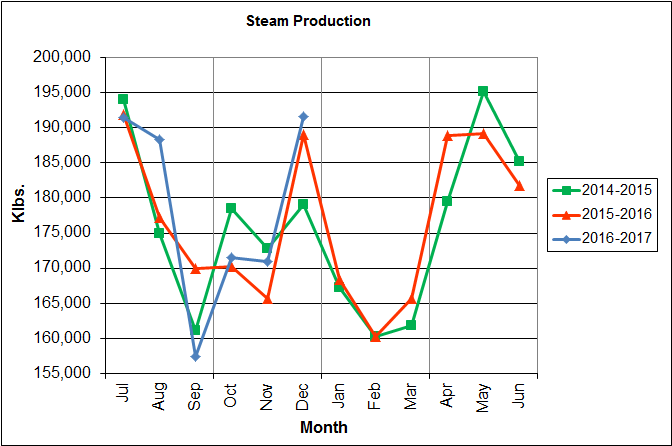 Steam Production
200,000
195,000
190,000
185,000
180,000
175,000
170,000
165,000
160,000
155,000
Klbs.
Jul
Aug
Sep
Oct
Nov
Dec
Jan
Feb
Mar
Apr
May
Jun
Month
2014-2015
2015-2016
2016-2017